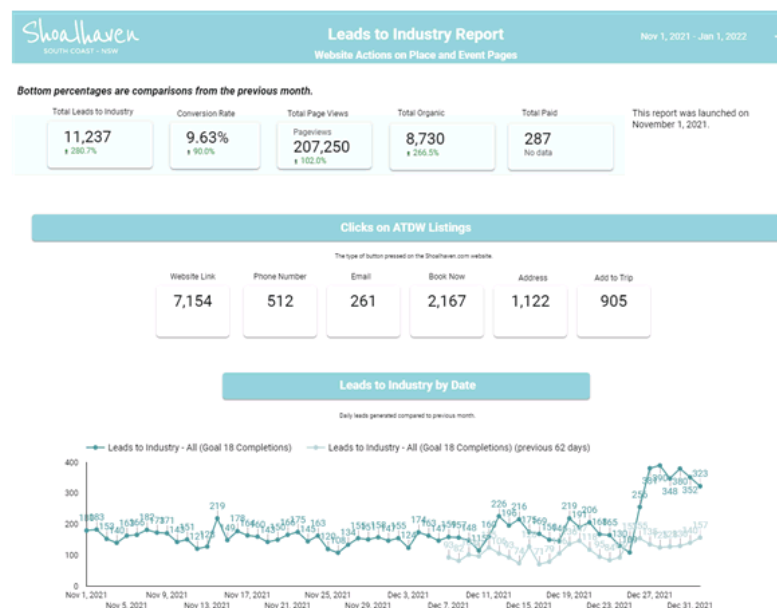 Shoalhaven
SOUTH COAST - NSW
Leads to Industry Report
Website Actions on Place and Event Pages
Nov 1, 2021 - Jan 1, 2022
Bottom percentages are comparisons from the previous month.
Total Leads to Industry
11,237
280.7%
Conversion Rate
9.63%
90.0%
Total Page Views
Pageviews
207,250
102.0%
Total Organic
8,730
266.5%
Total Paid
287
No data
This report was launched on
November 1, 2021.
Clicks on ATDW Listings
The type of button pressed on the Shoalhaven.com website.
Website Link
7,154
Phone Number
512
Email
261
Book Now
2,167
Address
1,122
Add to Trip
905
Leads to Industry by Date
Daily leads generated compared to previous month.
Leads to Industry - All (Goal 18 Completions)
Leads to Industry - All (Goal 18 Completions) (previous 62 days)
400
300
200
100
0
219
226
216
219
206
348
352
323
157
Nov 1, 2021
Nov 5, 2021
Nov 9, 2021
Nov 13, 2021
Nov 17, 2021
Nov 21, 2021
Nov 25, 2021
Nov 29, 2021
Dec 3, 2021
Dec 7, 2021
Dec 11, 2021
Dec 15, 2021
Dec 19, 2021
Dec 23, 2021
Dec 27, 2021
Dec 31, 2021